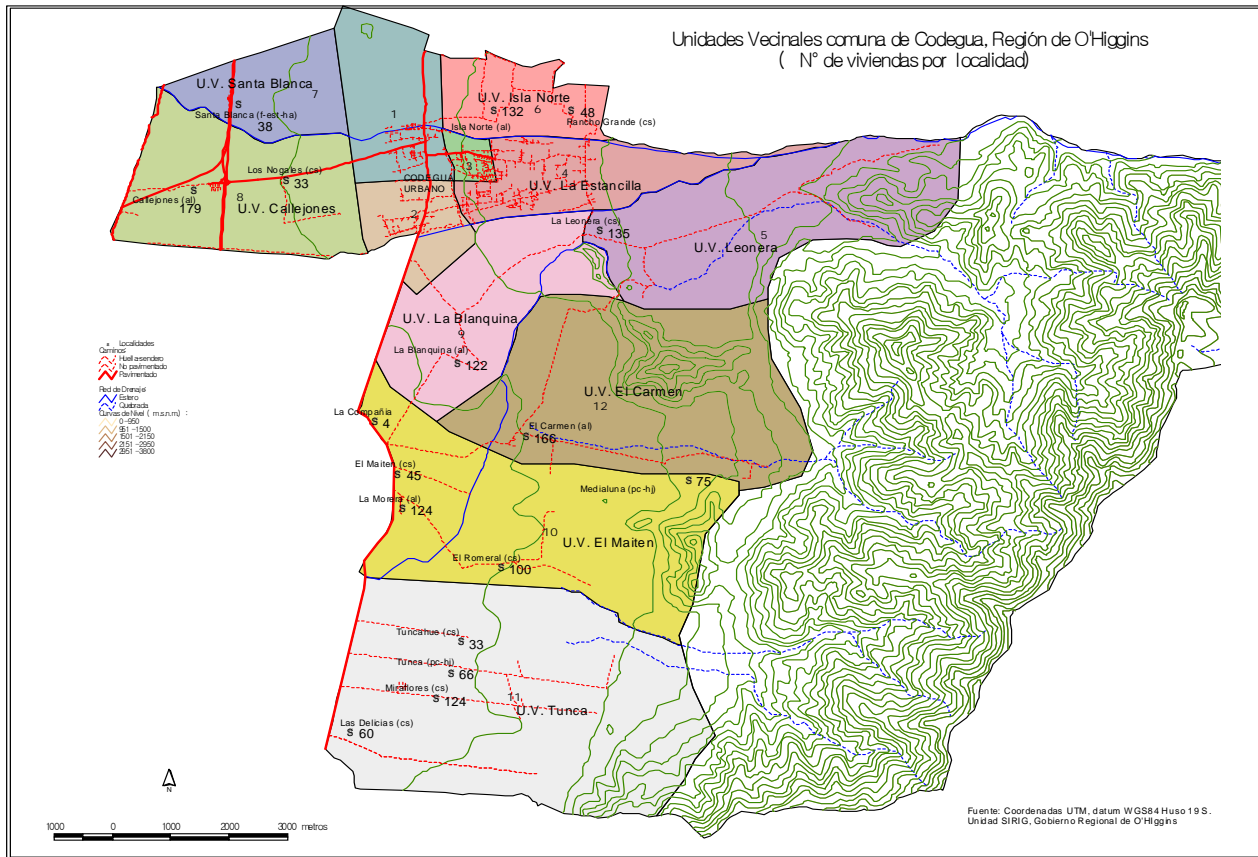 Unidades Vecinales comuna de Codegua, Región de O'Higgins
( N° de viviendas por localidad)
U.V. Santa Blanca
7
Santa Blanca (f-est-ha)
38
1
U.V. Isla Norte
132
6
48
Rancho Grande (cs)
Isla Norte (al)
Los Nogales (cs)
33
3
4
CODEGUA
URBANO
U.V. La Estancilla
Callejones (al)
179
8
U.V. Callejones
2
La Leonera (cs)
135
5
U.V. Leonera
U.V. La Blanquina
9
La Blanquina (al)
122
U.V. El Carmen
12
La Compañia
4
El Carmen (al)
166
El Maiten (cs)
45
Medialuna (pc-hj)
75
La Morera (al)
124
10
U.V. El Maiten
El Romeral (cs)
100
Tuncahue (cs)
33
Tunca (pc-hj)
66
Miraflores (cs)
124
11
U.V. Tunca
Las Delicias (cs)
60
Localidades
Caminos
Huella-sendero
No pavimentado
Pavimentado
Red de Drenaje
Estero
Quebrada
Curvas de Nivel ( m.s.n.m.) :
0-950
951 -1500
1501 -2150
2151 -2950
2951 -3800
N
1000 0 1000 2000 3000 metros
Fuente: Coordenadas UTM, datum WGS84 Huso 19 S.
Unidad SIRIG, Gobierno Regional de O'HIggins